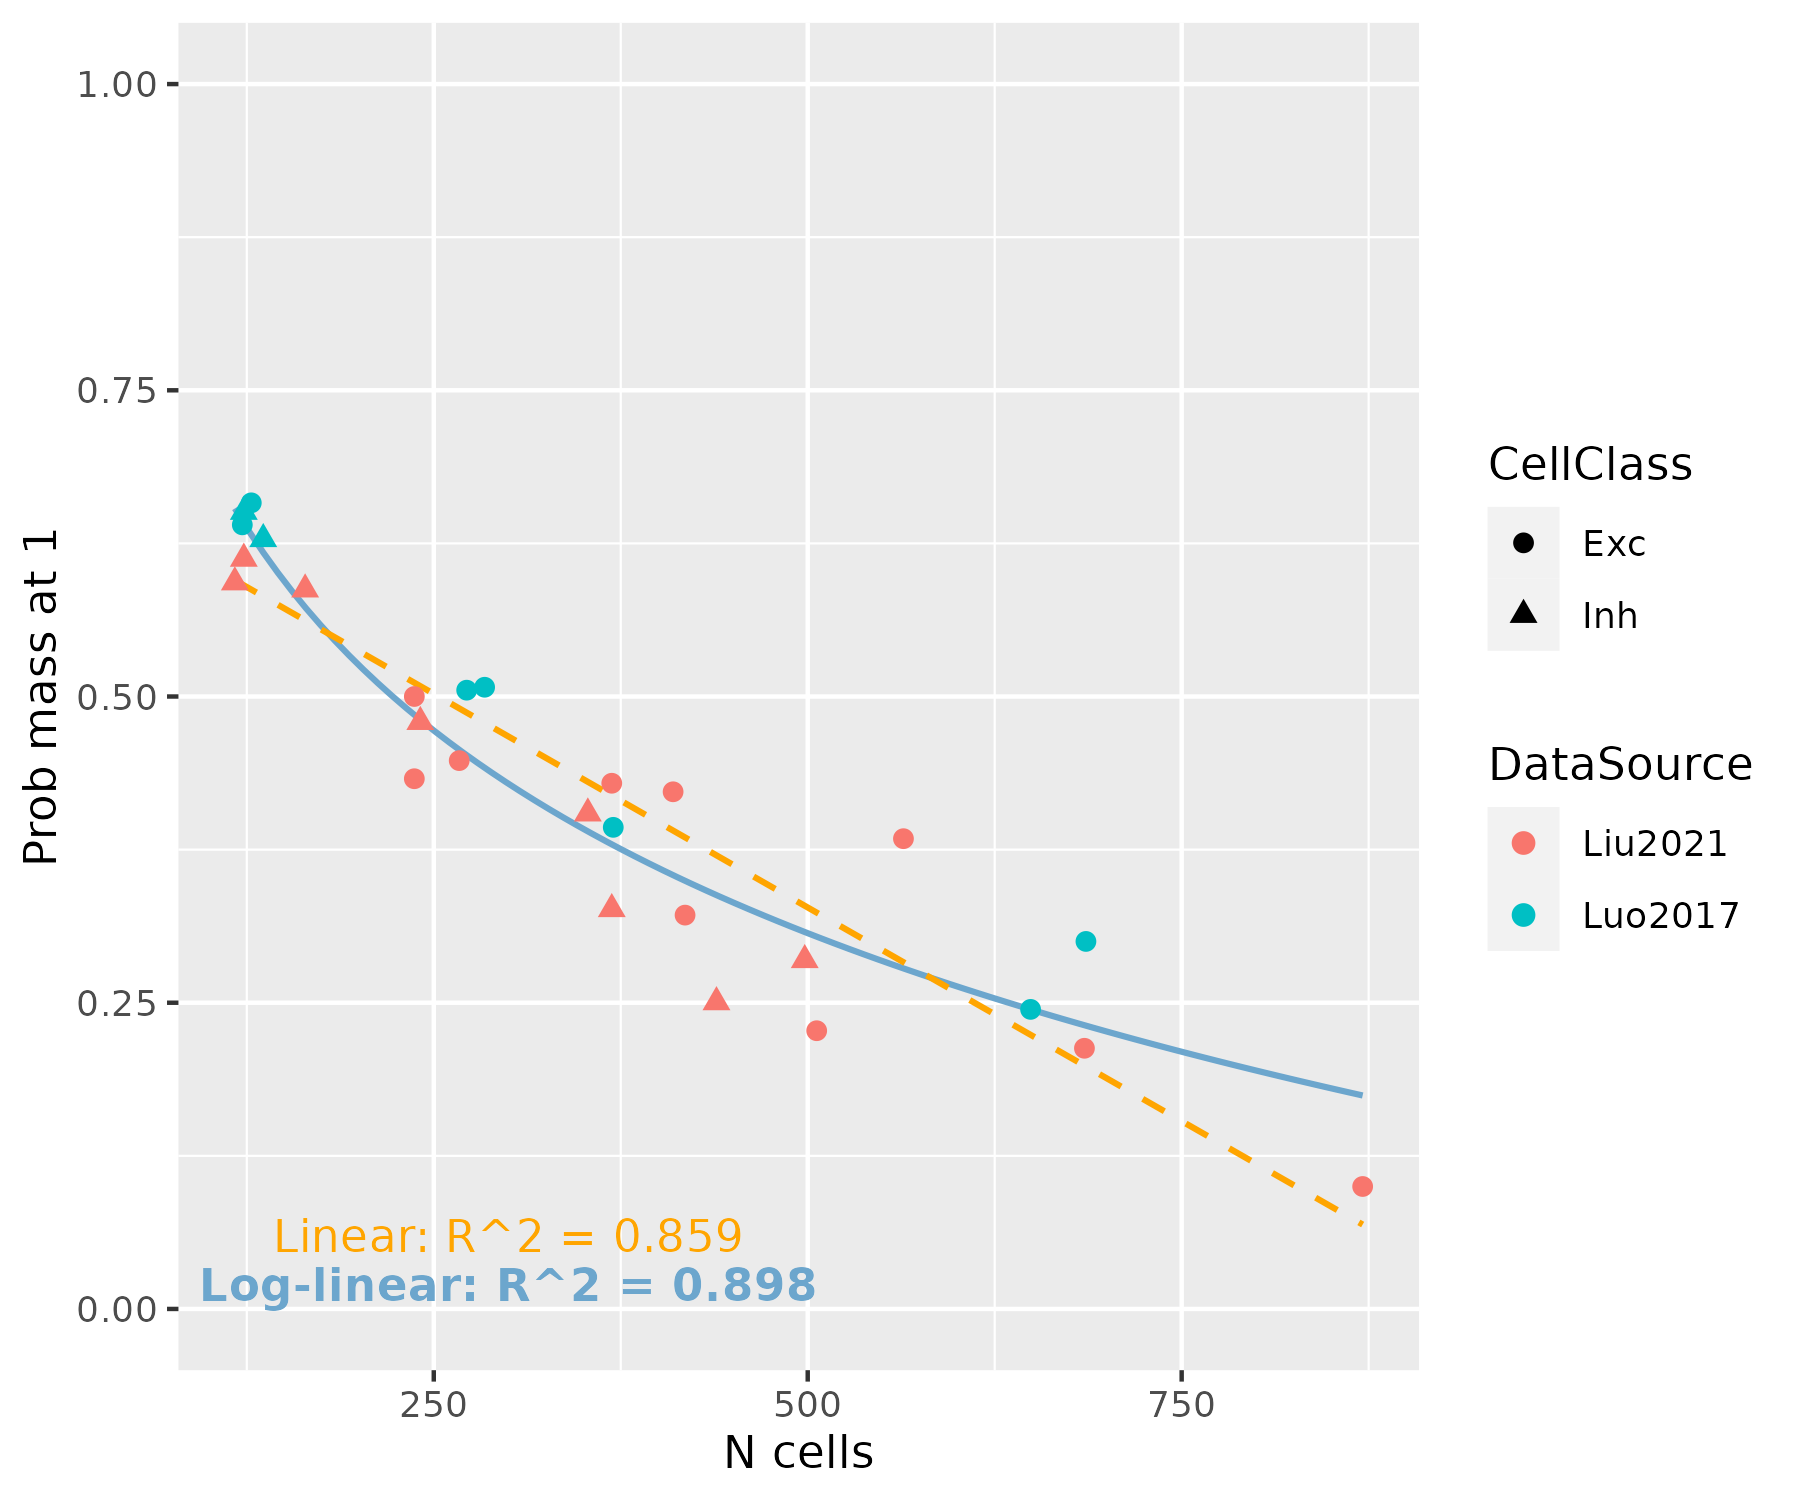 1.00
0.75
0.50
0.25
0.00
Prob mass at 1
Linear: R^2 = 0.859
Log-linear: R^2 = 0.898
250 500 750
N cells
CellClass
Exc
Inh
DataSource
Liu2021
Luo2017